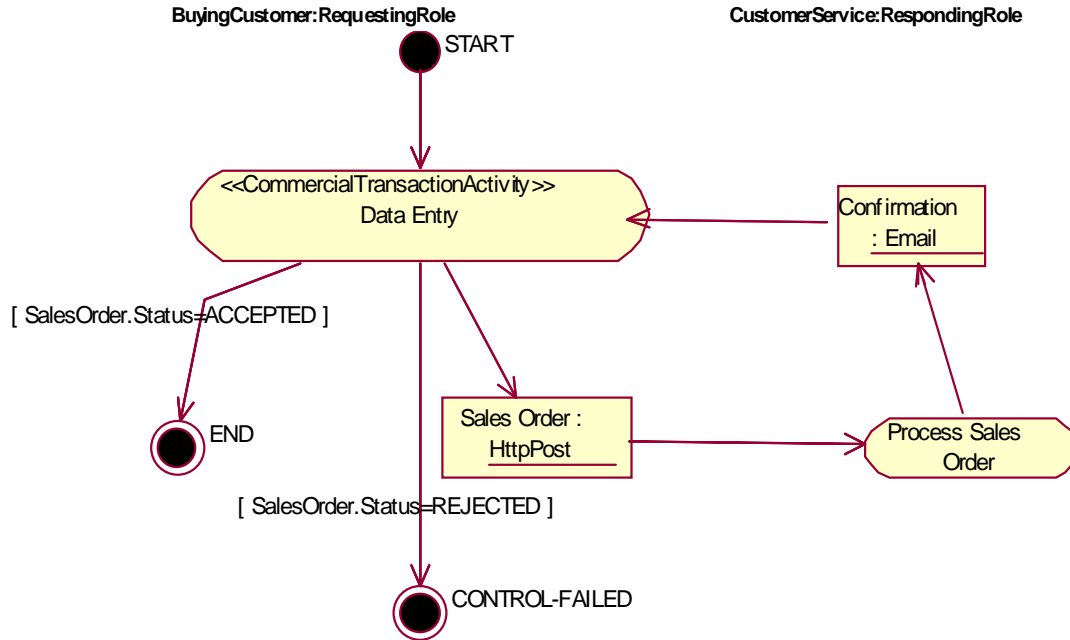 BuyingCustomer:RequestingRole
CustomerService:RespondingRole
START
<<CommercialTransactionActivity>>
Data Entry
Confirmation
: Email
[ SalesOrder.Status=ACCEPTED ]
END
Sales Order :
HttpPost
Process Sales
Order
[ SalesOrder.Status=REJECTED ]
CONTROL-FAILED